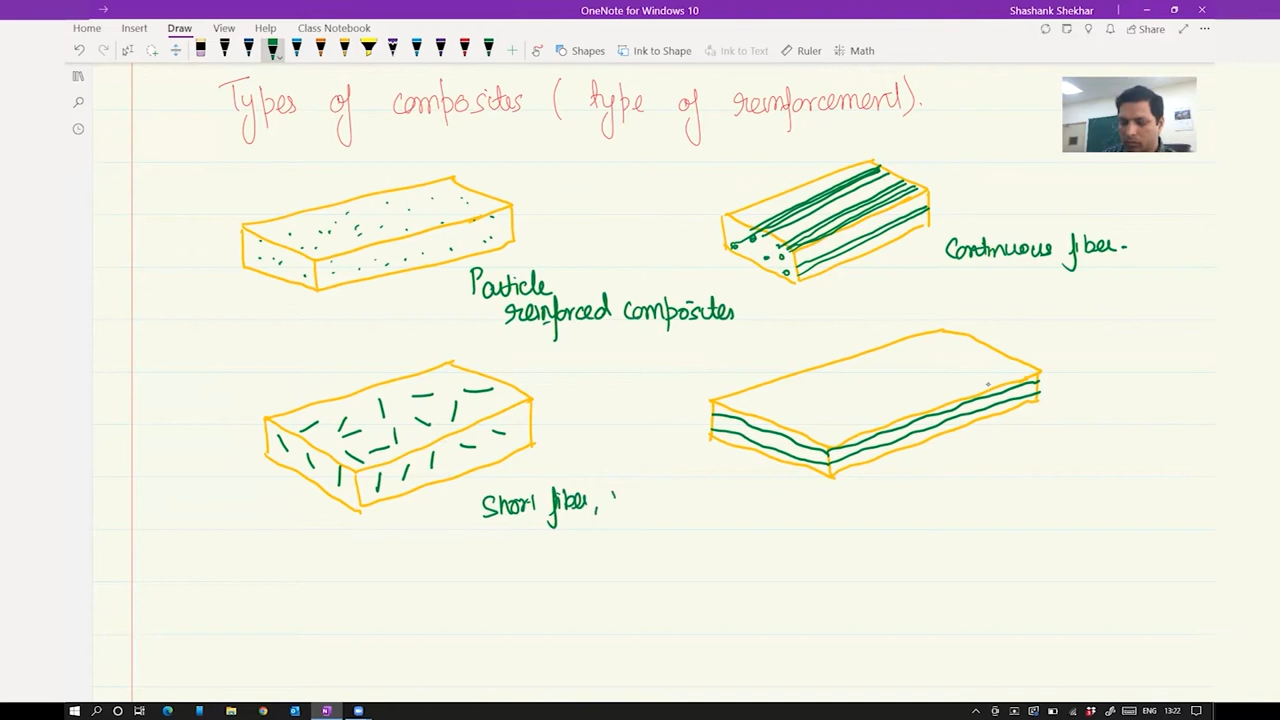 OneNote for Windows 10
Shashank Shekhar
Home Insert Draw View Help Class Notebook
Share
Shapes Ink to Shape Ink to Text Ruler Math
Types of composites (type of reinforcement).
Continuous fiber.
Particle
reinforced composites
Short fiber,
ENG 13:22